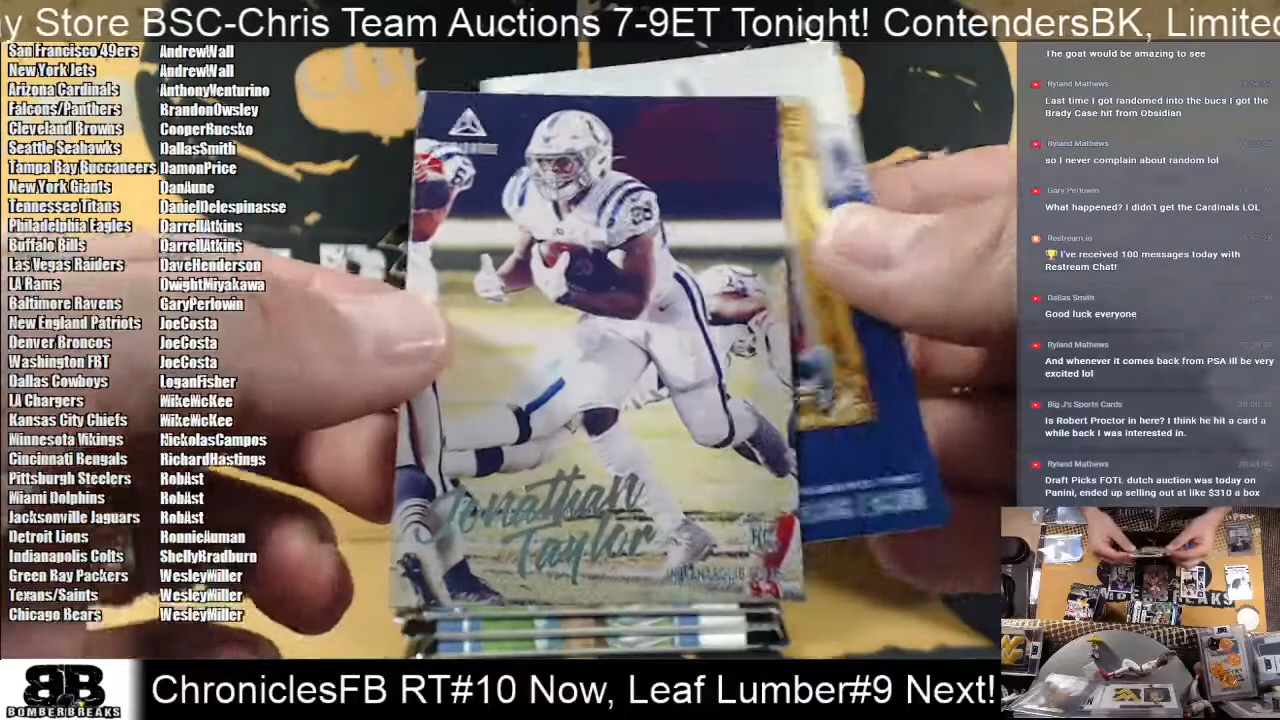 y Store BSC-Chris Team Auctions 7-9ET Tonight! ContendersBK, Limited
San Francisco 49ers AndrewWall
New York Jets AndrewWall
Arizona Cardinals AnthonyVenturino
Falcons/Panthers BrandonOwsley
Cleveland Browns CooperBucsko
Seattle Seahawks DallasSmith
Tampa Bay Buccaneers DamonPrice
New York Giants DanAune
Tennessee Titans DanielDelespinasse
Philadelphia Eagles DarrellAtkins
Buffalo Bills DarrellAtkins
Las Vegas Raiders DaveHenderson
LA Rams DwightMiyakawa
Baltimore Ravens GaryPerlowin
New England Patriots JoeCosta
Denver Broncos JoeCosta
Washington FBT JoeCosta
Dallas Cowboys LoganFisher
LA Chargers MikeMcKee
Kansas City Chiefs MikeMcKee
Minnesota Vikings NickolasCampos
Cincinnati Bengals RichardHastings
Pittsburgh Steelers RobAst
Miami Dolphins RobAst
Jacksonville Jaguars RobAst
Detroit Lions RonnieAuman
Indianapolis Colts ShellyBradburn
Green Bay Packers WesleyMiller
Texans/Saints WesleyMiller
Chicago Bears WesleyMiller
Jonathan
Taylor
RC
INDIANAPOLIS
The goat would be amazing to see
Ryland Mathews
Last time I got randomed into the bucs I got the
Brady Case hit from Obsidian
Ryland Mathews
so I never complain about random lol
Gary Perlowin
What happened? I didn't get the Cardinals LOL
Restream.io
🏆 I've received 100 messages today with
Restream Chat!
Dallas Smith
Good luck everyone
Ryland Mathews
And whenever it comes back from PSA ill be very
excited lol
Big J's Sports Cards
Is Robert Proctor in here? I think he hit a card a
while back I was interested in.
Ryland Mathews
Draft Picks FOTL dutch auction was today on
Panini, ended up selling out at like $310 a box
BB
BOMBERBREAKS
ChroniclesFB RT#10 Now, Leaf Lumber#9 Next!